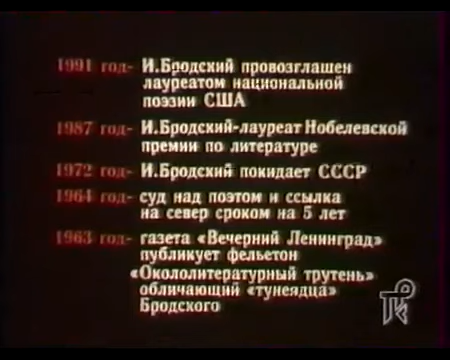 1991 год- И.Бродский провозглашен
лауреатом национальной
поэзии США
1987 год- И.Бродский-лауреат Нобелевской
премии по литературе
1972 год- И.Бродский покидает СССР
1964 год- суд над поэтом и ссылка
на север сроком на 5 лет
1963 год- газета «Вечерний Ленинград»
публикует фельетон
«Окололитературный трутень»
обличающий «тунеядца»
Бродского